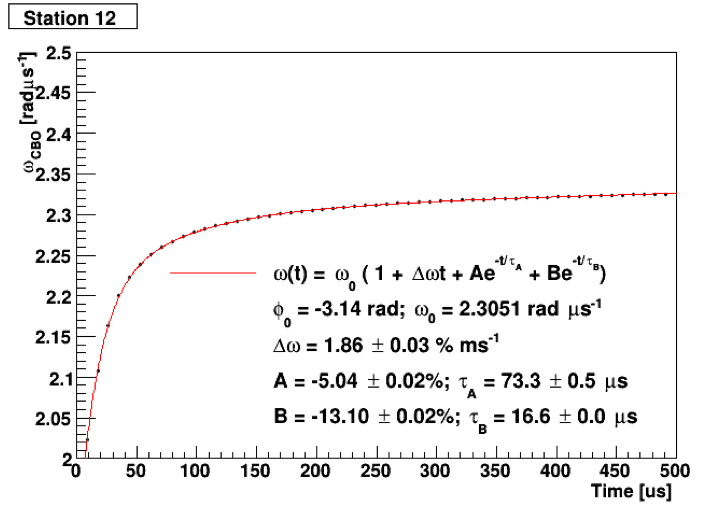 Station 12
ω_CBO [radμs⁻¹]
2.5
2.45
2.4
2.35
2.3
2.25
2.2
2.15
2.1
2.05
2
ω(t) = ω₀ ( 1 + Δωt + Ae^(-t/τ_A) + Be^(-t/τ_B))
ϕ₀ = -3.14 rad; ω₀ = 2.3051 rad μs⁻¹
Δω = 1.86 ± 0.03 % ms⁻¹
A = -5.04 ± 0.02%; τ_A = 73.3 ± 0.5 μs
B = -13.10 ± 0.02%; τ_B = 16.6 ± 0.0 μs
0 50 100 150 200 250 300 350 400 450 500
Time [us]